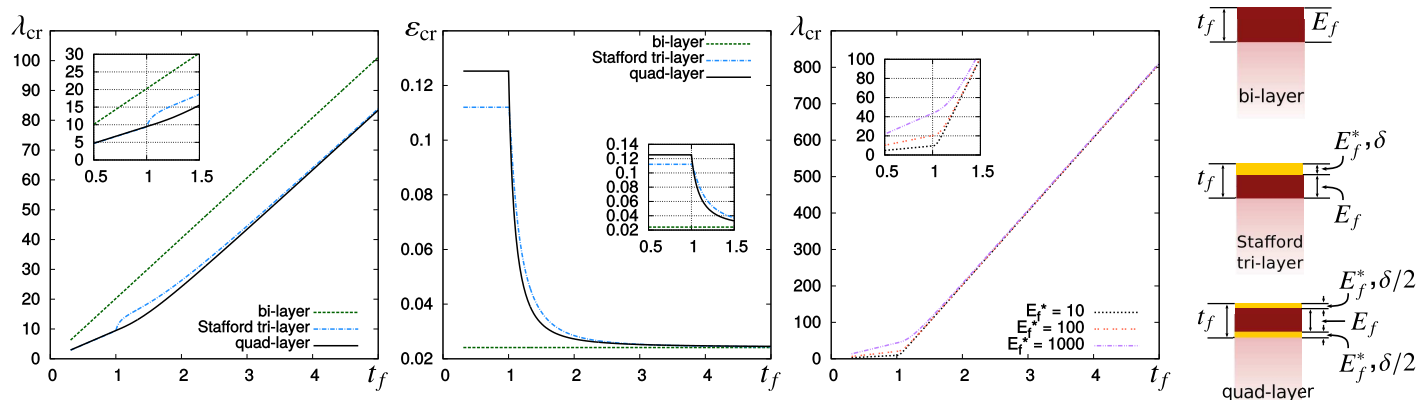 λcr
100
90
80
70
60
50
40
30
20
10
0
0 1 2 3 4 tf
30
25
20
15
10
5
0
0.5 1 1.5
bi-layer
Stafford tri-layer
quad-layer
εcr
0.12
0.1
0.08
0.06
0.04
0.02
0 1 2 3 4 tf
bi-layer
Stafford tri-layer
quad-layer
0.14
0.12
0.1
0.08
0.06
0.04
0.02
0.5 1 1.5
λcr
800
700
600
500
400
300
200
100
0
0 1 2 3 4 tf
100
80
60
40
20
0
0.5 1 1.5
Ef* = 10
Ef* = 100
Ef* = 1000
tf Ef
bi-layer
Ef*,δ
tf
Ef
Stafford
tri-layer
Ef*,δ/2
tf Ef
Ef*,δ/2
quad-layer